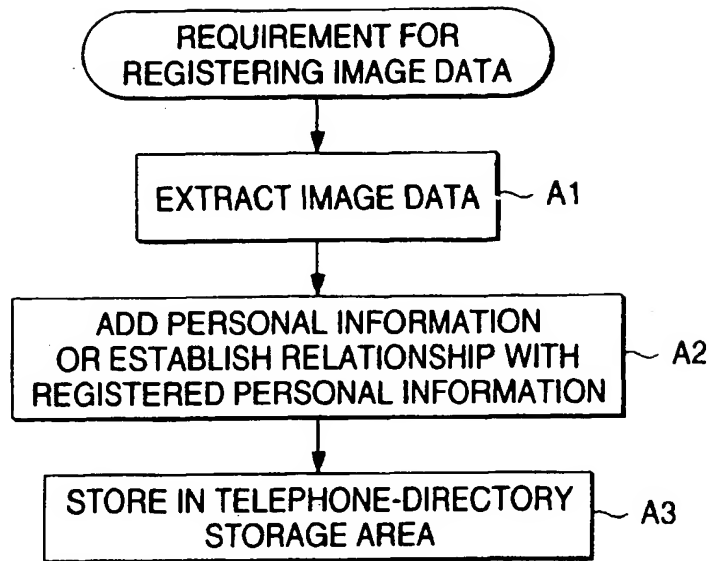 REQUIREMENT FOR
REGISTERING IMAGE DATA
EXTRACT IMAGE DATA
A1
ADD PERSONAL INFORMATION
OR ESTABLISH RELATIONSHIP WITH
REGISTERED PERSONAL INFORMATION
A2
STORE IN TELEPHONE-DIRECTORY
STORAGE AREA
A3